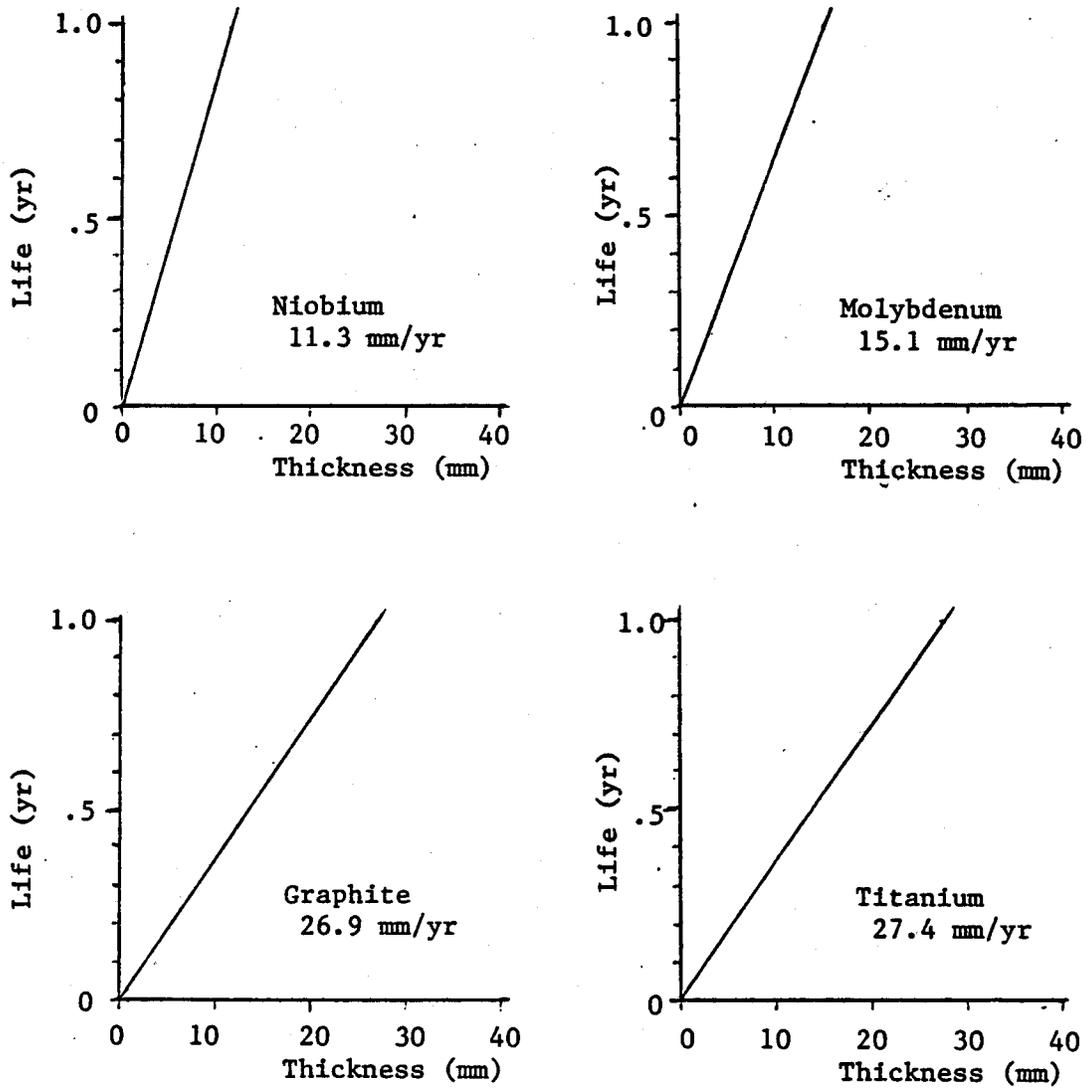 1.0
.5
0
Life (yr)
Niobium
11.3 mm/yr
0 10 20 30 40
Thickness (mm)
1.0
.5
0
Life (yr)
Molybdenum
15.1 mm/yr
0 10 20 30 40
Thickness (mm)
1.0
.5
0
Life (yr)
Graphite
26.9 mm/yr
0 10 20 30 40
Thickness (mm)
1.0
.5
0
Life (yr)
Titanium
27.4 mm/yr
0 10 20 30 40
Thickness (mm)